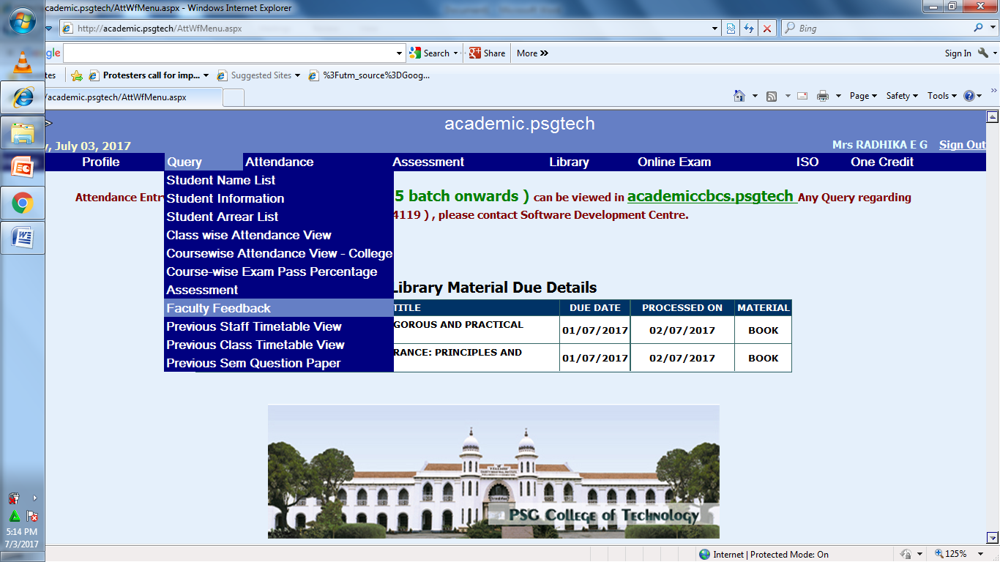 academic.psgtech/AttWfMenu.aspx - Windows Internet Explorer
http://academic.psgtech/AttWfMenu.aspx
Bing
gle
Search
Share
More »
Sign In
tes
Protesters call for imp...
Suggested Sites
%3Futm_source%3DGoog...
/academic.psgtech/AttWfMenu.aspx
Page
Safety
Tools
>
academic.psgtech
y, July 03, 2017
Mrs RADHIKA E G
Sign Out
Profile
Query
Attendance
Assessment
Library
Online Exam
ISO
One Credit
Student Name List
Student Information
Student Arrear List
Class wise Attendance View
Coursewise Attendance View - College
Course-wise Exam Pass Percentage
Assessment
Faculty Feedback
Previous Staff Timetable View
Previous Class Timetable View
Previous Sem Question Paper
Attendance Entry
5 batch onwards ) can be viewed in academiccbcs.psgtech Any Query regarding
4119 ) , please contact Software Development Centre.
Library Material Due Details
TITLE DUE DATE PROCESSED ON MATERIAL
GOROUS AND PRACTICAL 01/07/2017 02/07/2017 BOOK
RANCE: PRINCIPLES AND 01/07/2017 02/07/2017 BOOK
PSG College of Technology
5:14 PM
7/3/2017
Internet | Protected Mode: On
125%